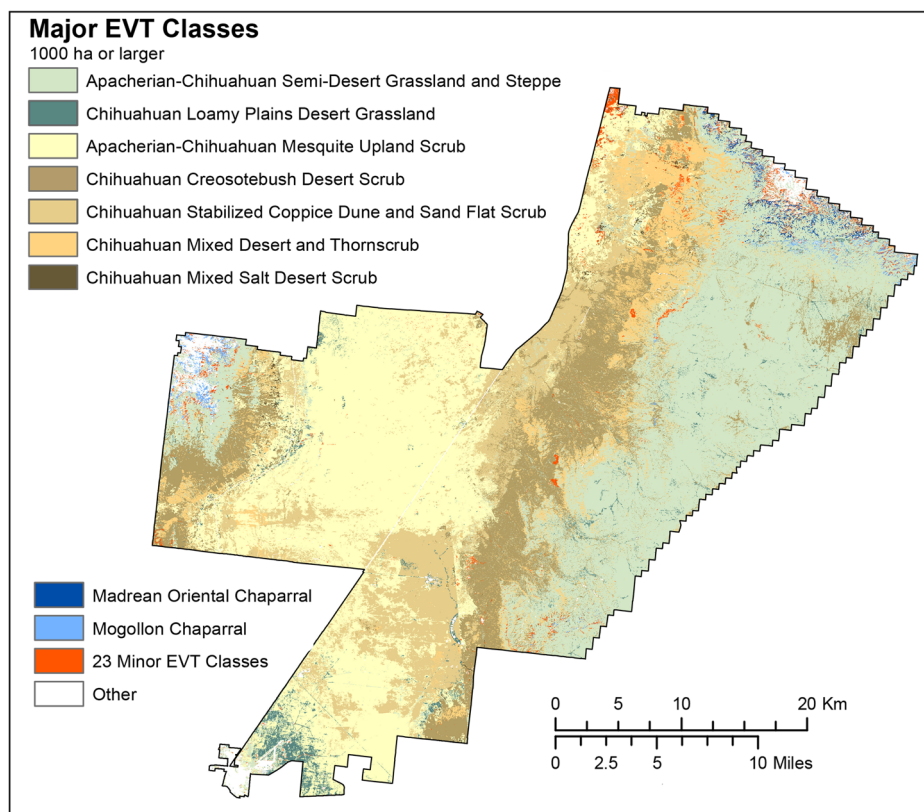 Major EVT Classes
1000 ha or larger
Apacherian-Chihuahuan Semi-Desert Grassland and Steppe
Chihuahuan Loamy Plains Desert Grassland
Apacherian-Chihuahuan Mesquite Upland Scrub
Chihuahuan Creosotebush Desert Scrub
Chihuahuan Stabilized Coppice Dune and Sand Flat Scrub
Chihuahuan Mixed Desert and Thornscrub
Chihuahuan Mixed Salt Desert Scrub
Madrean Oriental Chaparral
Mogollon Chaparral
23 Minor EVT Classes
Other
0 5 10 20 Km
0 2.5 5 10 Miles